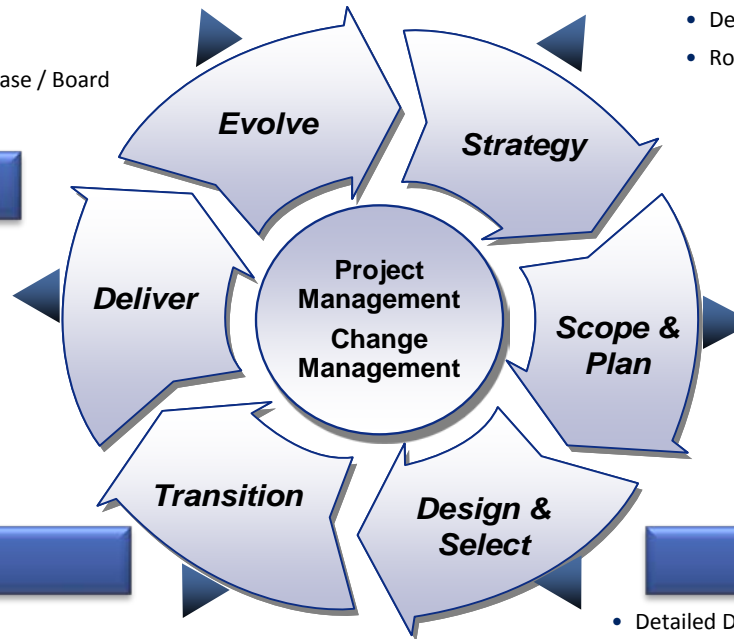 • De
• Ro
ase / Board
Evolve
Strategy
Deliver
Project
Management
Change
Management
Scope &
Plan
Transition
Design &
Select
• Detailed D